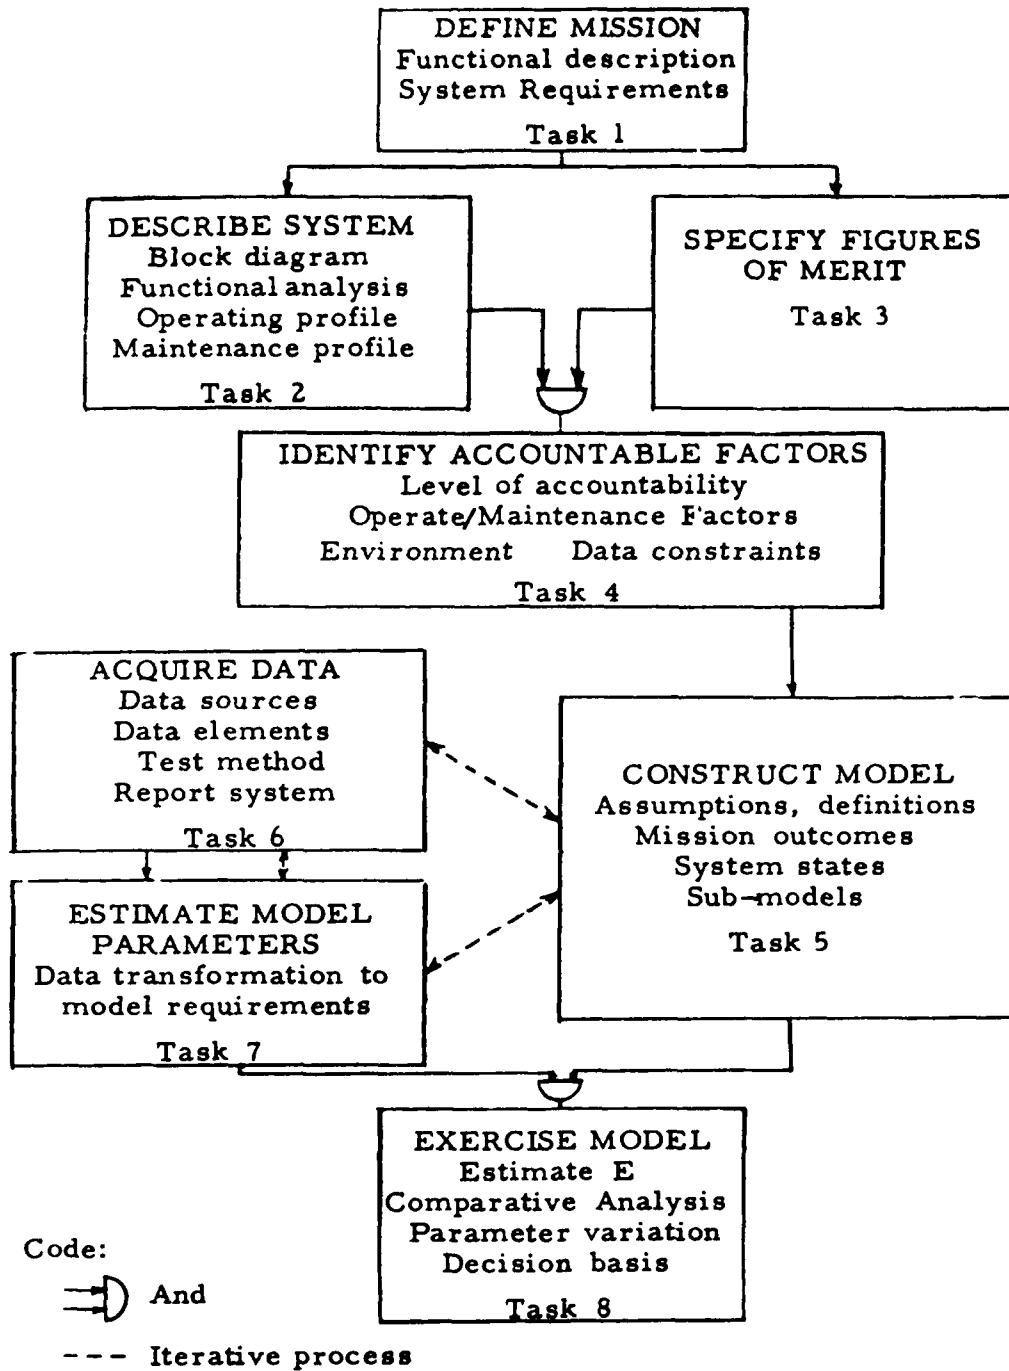 DEFINE MISSION
Functional description
System Requirements
Task 1
DESCRIBE SYSTEM
Block diagram
Functional analysis
Operating profile
Maintenance profile
Task 2
SPECIFY FIGURES
OF MERIT
Task 3
IDENTIFY ACCOUNTABLE FACTORS
Level of accountability
Operate/Maintenance Factors
Environment Data constraints
Task 4
ACQUIRE DATA
Data sources
Data elements
Test method
Report system
Task 6
CONSTRUCT MODEL
Assumptions, definitions
Mission outcomes
System states
Sub-models
Task 5
ESTIMATE MODEL
PARAMETERS
Data transformation to
model requirements
Task 7
EXERCISE MODEL
Estimate E
Comparative Analysis
Parameter variation
Decision basis
Task 8
Code:
And
--- Iterative process